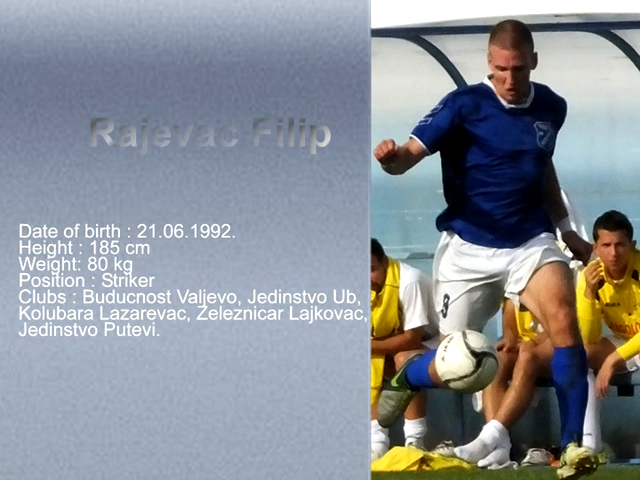 Rajevac Filip
Date of birth : 21.06.1992.
Height : 185 cm
Weight: 80 kg
Position : Striker
Clubs : Buducnost Valjevo, Jedinstvo Ub,
Kolubara Lazarevac, Železnicar Lajkovac,
Jedinstvo Putevi.